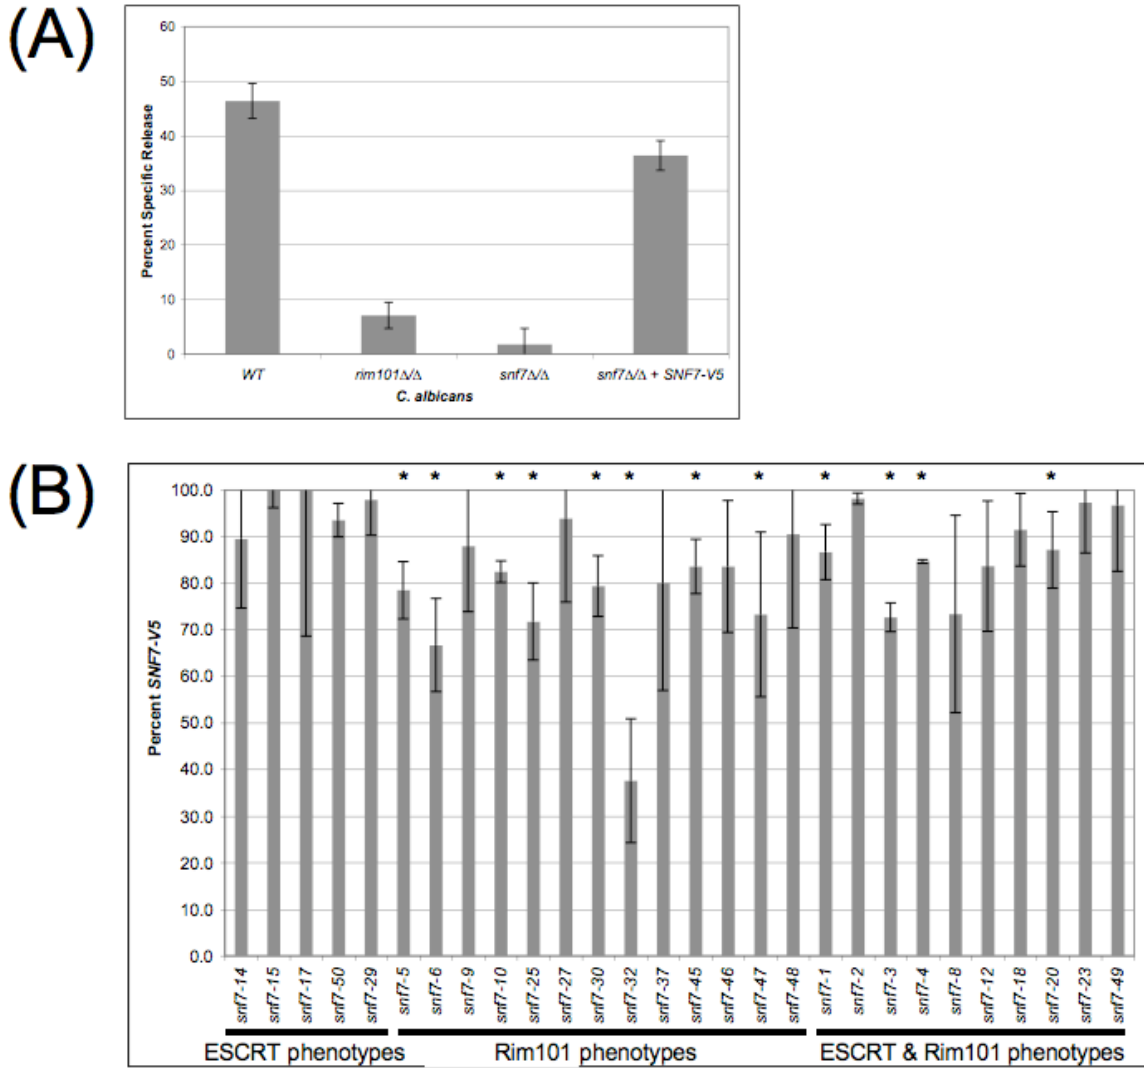 (A)
60
50
40
30
20
10
0
Percent Specific Release
WT rim101Δ/Δ snf7Δ/Δ snf7Δ/Δ + SNF7-V5
C. albicans
(B)
* * * * * * * * * * * *
100.0
90.0
80.0
70.0
60.0
50.0
40.0
30.0
20.0
10.0
0.0
Percent SNF7-V5
snf7-14
snf7-15
snf7-17
snf7-50
snf7-29
snf7-5
snf7-6
snf7-9
snf7-10
snf7-25
snf7-27
snf7-30
snf7-32
snf7-37
snf7-45
snf7-46
snf7-47
snf7-48
snf7-1
snf7-2
snf7-3
snf7-4
snf7-8
snf7-12
snf7-18
snf7-20
snf7-23
snf7-49
ESCRT phenotypes Rim101 phenotypes ESCRT & Rim101 phenotypes